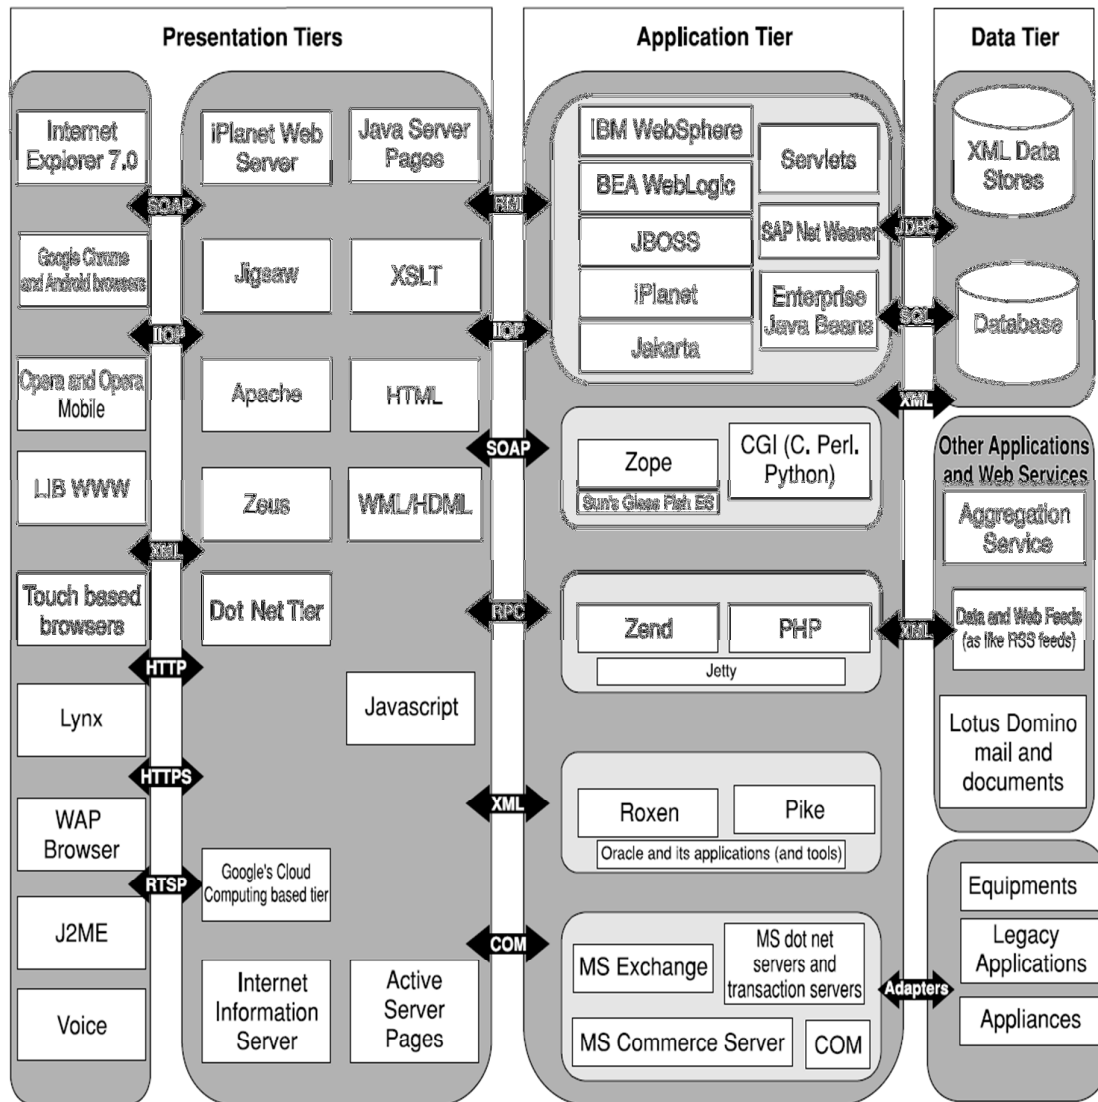 Presentation Tiers
Application Tier
Data Tier
Internet
Explorer 7.0
SOAP
Google Chrome
and Android browsers
IIOP
Opera and Opera
Mobile
LIB WWW
XML
Touch based
browsers
HTTP
Lynx
HTTPS
WAP
Browser
RTSP
J2ME
Voice
iPlanet Web
Server
Java Server
Pages
Jigsaw
XSLT
Apache
HTML
Zeus
WML/HDML
Dot Net Tier
Javascript
Google's Cloud
Computing based tier
Internet
Information
Server
Active
Server
Pages
RMI
IIOP
SOAP
RPC
XML
COM
IBM WebSphere
BEA WebLogic
JBOSS
iPlanet
Jakarta
Servlets
SAP Net Weaver
Enterprise
Java Beans
Zope
Sun's Glass Fish ES
CGI (C. Perl.
Python)
Zend
PHP
Jetty
Roxen
Pike
Oracle and its applications (and tools)
MS Exchange
MS dot net
servers and
transaction servers
MS Commerce Server
COM
JDBC
SQL
XML
XML
Adapters
XML Data
Stores
Database
Other Applications
and Web Services
Aggregation
Service
Data and Web Feeds
(as like RSS feeds)
Lotus Domino
mail and
documents
Equipments
Legacy
Applications
Appliances